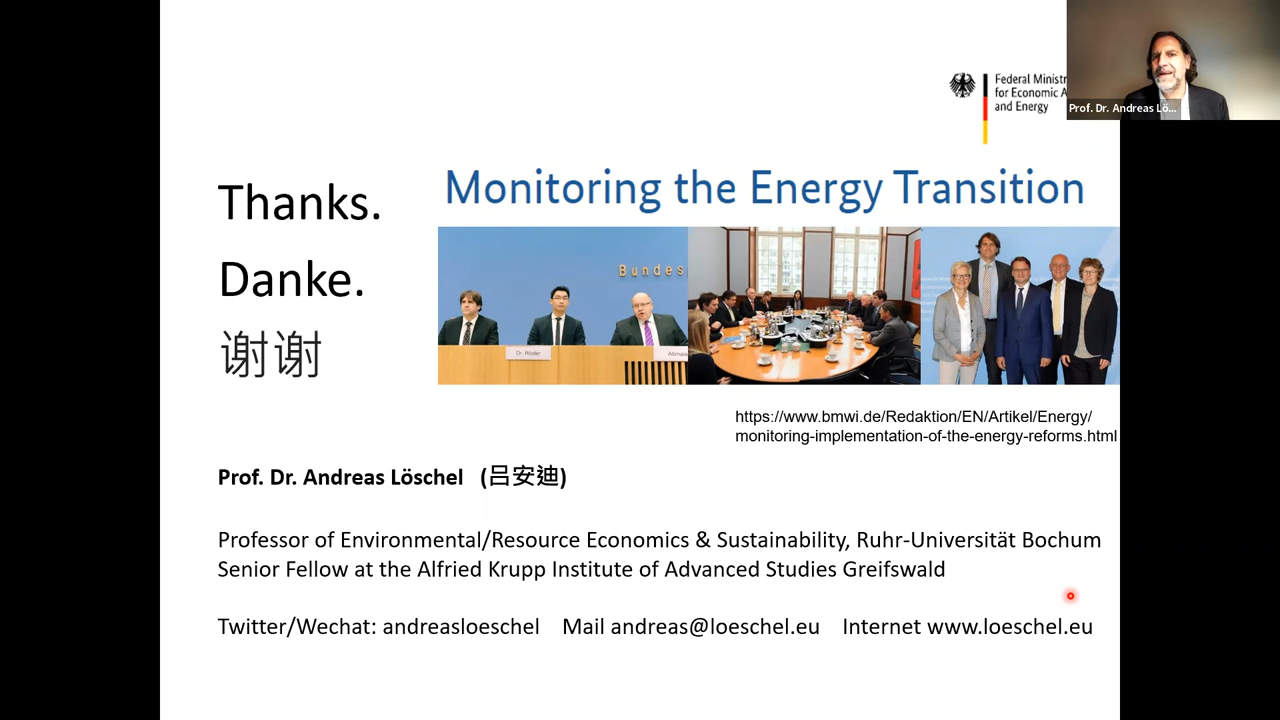 Federal Minist
for Economic A
and Energy
Prof. Dr. Andreas Lö...
Thanks.
Danke.
谢谢
Monitoring the Energy Transition
Bundes
Dr. Rösler
Altmaie
https://www.bmwi.de/Redaktion/EN/Artikel/Energy/
monitoring-implementation-of-the-energy-reforms.html
Prof. Dr. Andreas Löschel (吕安迪)
Professor of Environmental/Resource Economics & Sustainability, Ruhr-Universität Bochum
Senior Fellow at the Alfried Krupp Institute of Advanced Studies Greifswald
Twitter/Wechat: andreasloeschel Mail andreas@loeschel.eu Internet www.loeschel.eu